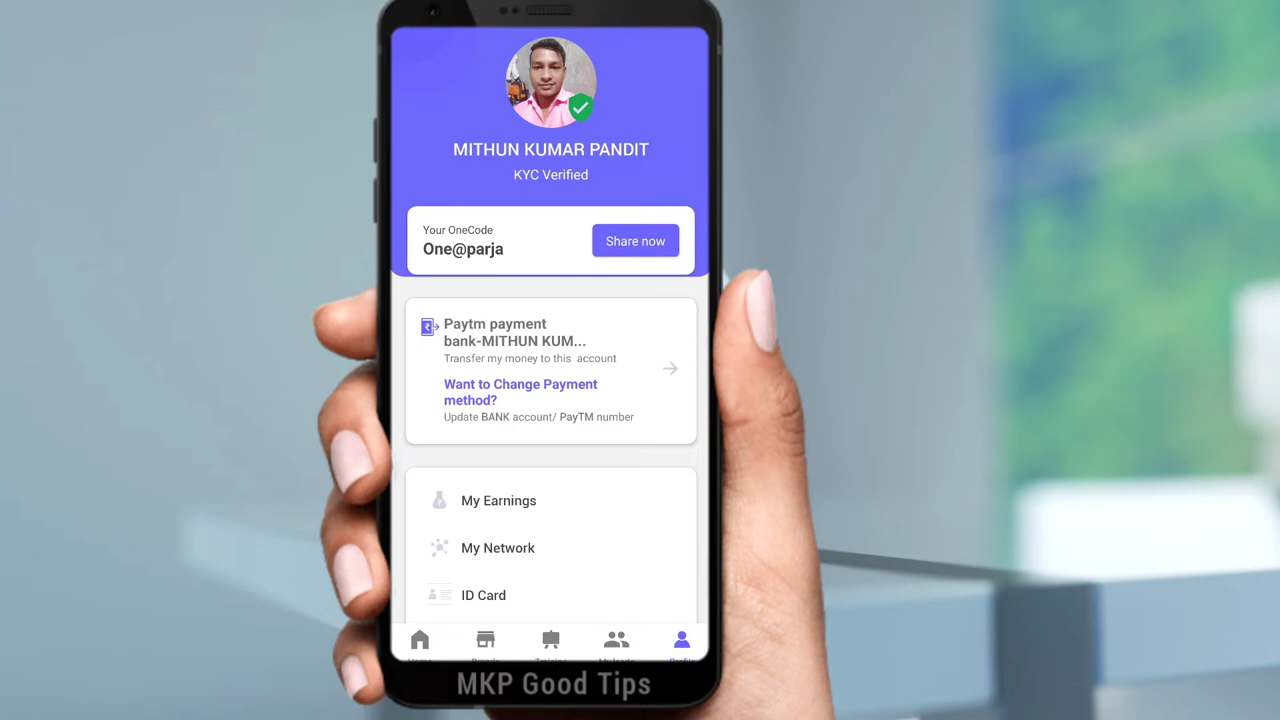 MITHUN KUMAR PANDIT
KYC Verified
Your OneCode
One@parja
Share now
Paytm payment
bank-MITHUN KUM...
Transfer my money to this account
Want to Change Payment
method?
Update BANK account/ PayTM number
My Earnings
My Network
ID Card
MKP Good Tips